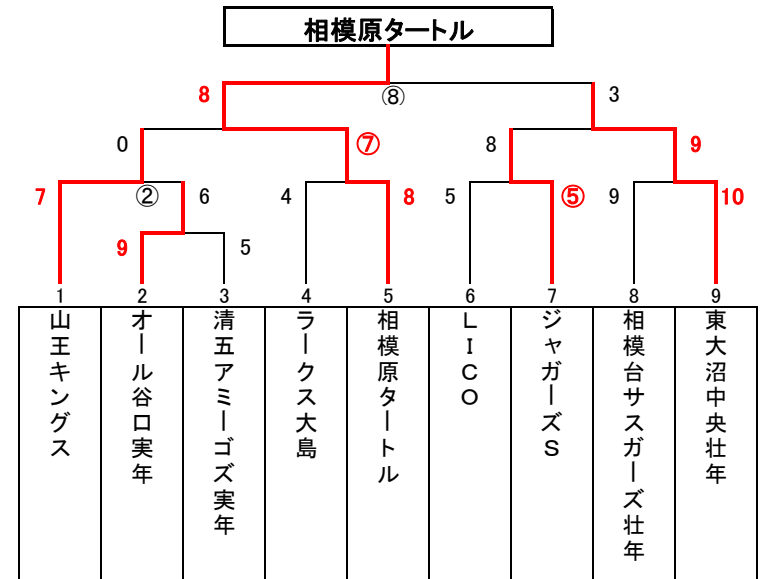 相模原タートル
8
⑧
3
0
⑦
8
9
7
②
6
4
8
5
⑤
9
10
9
5
1
2
3
4
5
6
7
8
9
山王キングス
オール谷口実年
清五アミーゴズ実年
ラークス大島
相模原タートル
LICO
ジャガーズS
相模台サスガーズ壮年
東大沼中央壮年